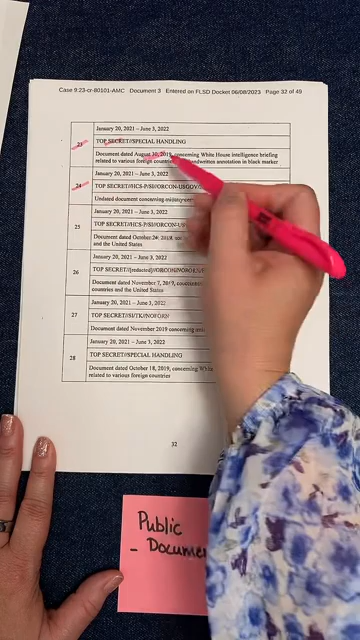 Case 9:23-cr-80101-AMC Document 3 Entered on FLSD Docket 06/08/2023 Page 32 of 49
January 20, 2021 – June 3, 2022
23
TOP SECRET//SPECIAL HANDLING
Document dated August 30, 2019, concerning White House intelligence briefing
related to various foreign countries, handwritten annotation in black marker
January 20, 2021 – June 3, 2022
24
TOP SECRET//HCS-P/SI//ORCON-USGOV/
Undated document concerning military
January 20, 2021 – June 3, 2022
25
TOP SECRET//HCS-P/SI//ORCON-USGOV
Document dated October 24, 2019,
and the United States
January 20, 2021 – June 3, 2022
26
TOP SECRET//[redacted]//ORCON/NOFORN
Document dated November 7, 2019,
countries and the United States
January 20, 2021 – June 3, 2022
27
TOP SECRET//SI/TK//NOFORN
Document dated November 2019 concerning
January 20, 2021 – June 3, 2022
28
TOP SECRET//SPECIAL HANDLING
Document dated October 18, 2019, concerning
related to various foreign countries
32
Public
- Docume